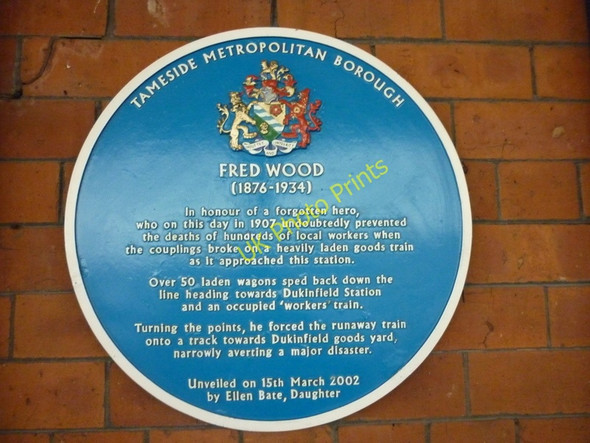 TAMESIDE METROPOLITAN BOROUGH
FRED WOOD
(1876-1934)
In honour of a forgotten hero,
who on this day in 1907 undoubtedly prevented
the deaths of hundreds of local workers when
the couplings broke on a heavily laden goods train
as it approached this station.
Over 50 laden wagons sped back down the
line heading towards Dukinfield Station
and an occupied 'workers' train.
Turning the points, he forced the runaway train
onto a track towards Dukinfield goods yard,
narrowly averting a major disaster.
Unveiled on 15th March 2002
by Ellen Bate, Daughter
UK Photo Prints